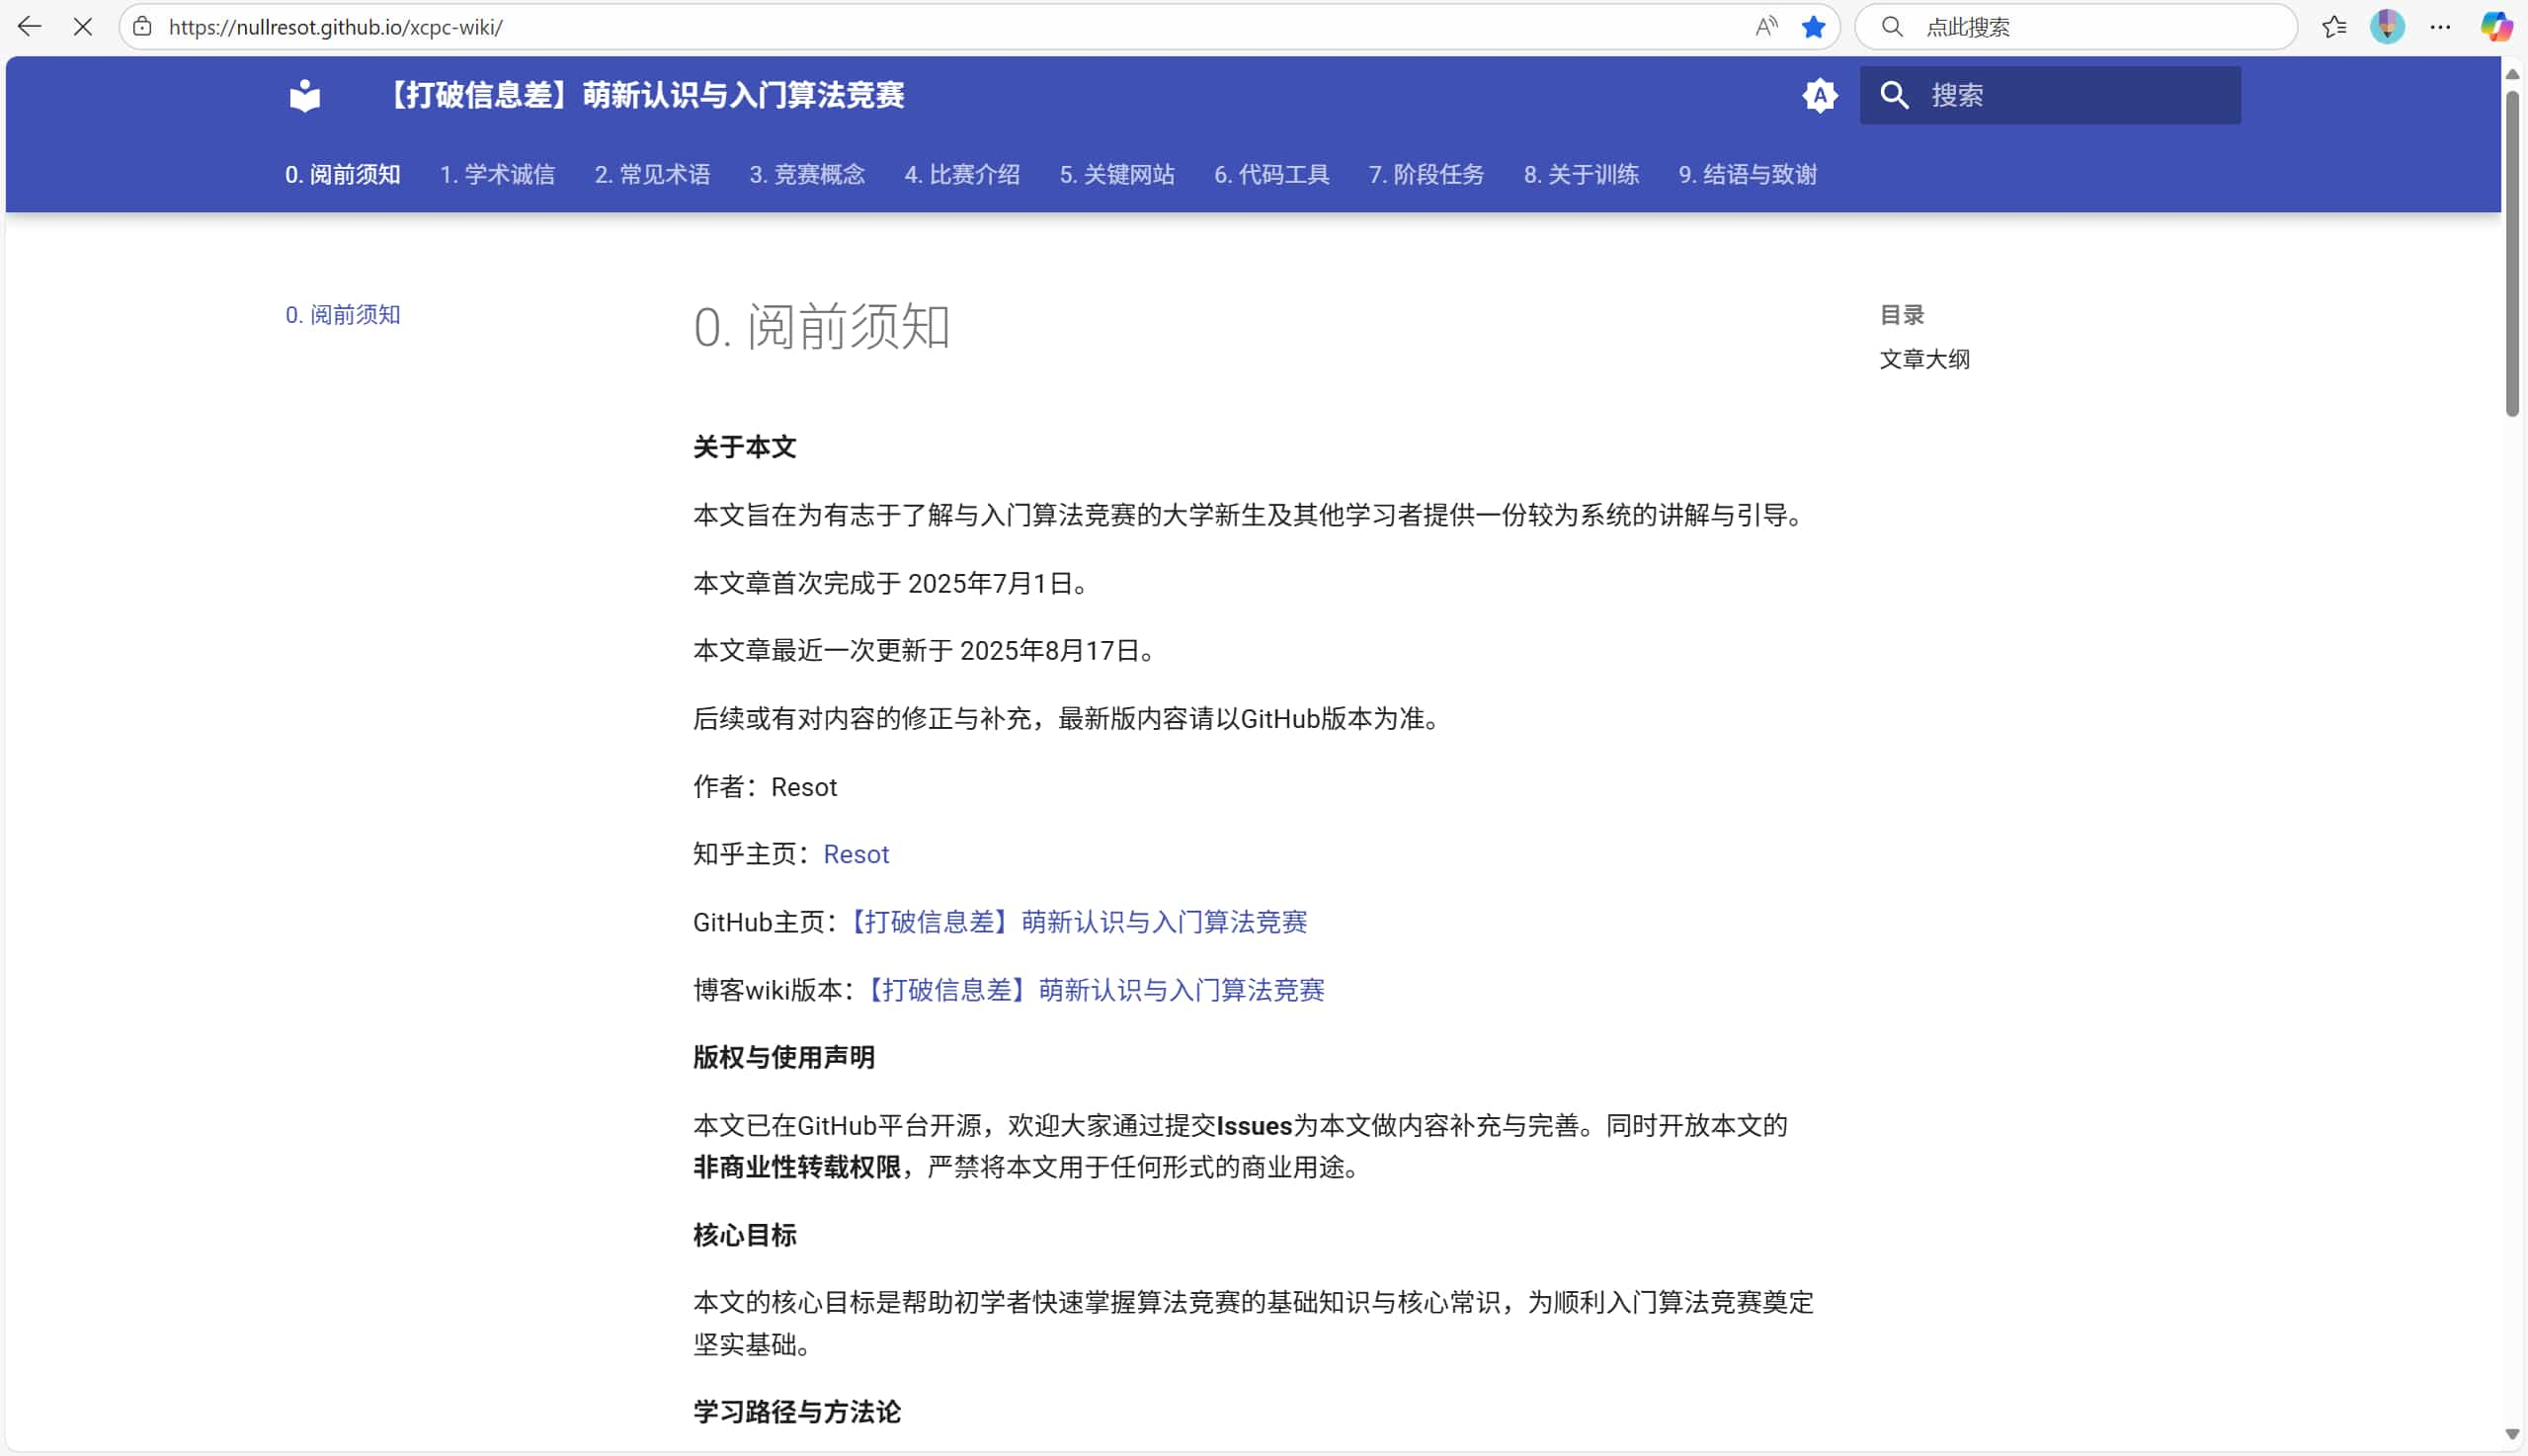 https://nullresot.github.io/xcpc-wiki/
点此搜索
【打破信息差】萌新认识与入门算法竞赛
搜索
0. 阅前须知 1. 学术诚信 2. 常见术语 3. 竞赛概念 4. 比赛介绍 5. 关键网站 6. 代码工具 7. 阶段任务 8. 关于训练 9. 结语与致谢
0. 阅前须知
0. 阅前须知
目录
文章大纲
关于本文
本文旨在为有志于了解与入门算法竞赛的大学新生及其他学习者提供一份较为系统的讲解与引导。
本文章首次完成于 2025年7月1日。
本文章最近一次更新于 2025年8月17日。
后续或有对内容的修正与补充，最新版内容请以GitHub版本为准。
作者：Resot
知乎主页：Resot
GitHub主页：【打破信息差】萌新认识与入门算法竞赛
博客wiki版本：【打破信息差】萌新认识与入门算法竞赛
版权与使用声明
本文已在GitHub平台开源，欢迎大家通过提交Issues为本文做内容补充与完善。同时开放本文的
非商业性转载权限，严禁将本文用于任何形式的商业用途。
核心目标
本文的核心目标是帮助初学者快速掌握算法竞赛的基础知识与核心常识，为顺利入门算法竞赛奠定
坚实基础。
学习路径与方法论